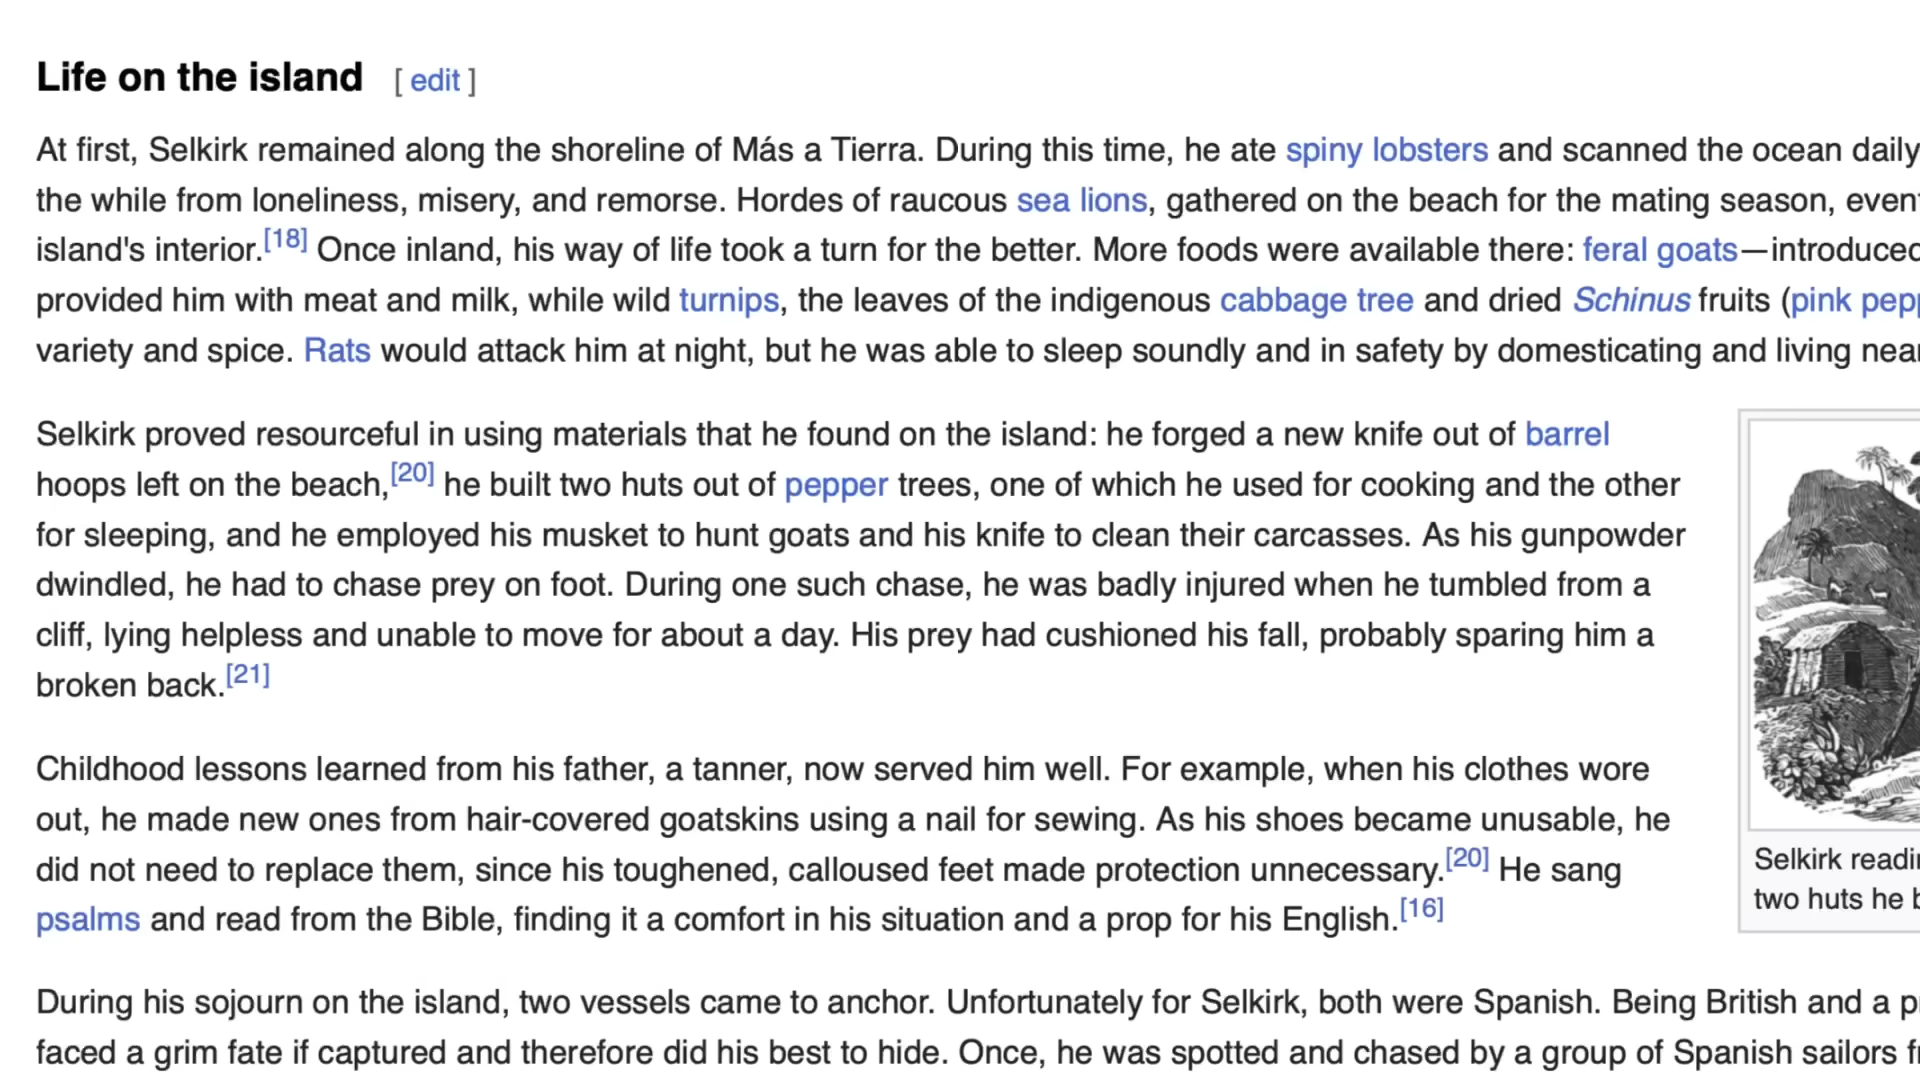 Life on the island [ edit ]
At first, Selkirk remained along the shoreline of Más a Tierra. During this time, he ate spiny lobsters and scanned the ocean daily
the while from loneliness, misery, and remorse. Hordes of raucous sea lions, gathered on the beach for the mating season, even
island's interior.[18] Once inland, his way of life took a turn for the better. More foods were available there: feral goats—introduced
provided him with meat and milk, while wild turnips, the leaves of the indigenous cabbage tree and dried Schinus fruits (pink pep
variety and spice. Rats would attack him at night, but he was able to sleep soundly and in safety by domesticating and living near
Selkirk proved resourceful in using materials that he found on the island: he forged a new knife out of barrel
hoops left on the beach,[20] he built two huts out of pepper trees, one of which he used for cooking and the other
for sleeping, and he employed his musket to hunt goats and his knife to clean their carcasses. As his gunpowder
dwindled, he had to chase prey on foot. During one such chase, he was badly injured when he tumbled from a
cliff, lying helpless and unable to move for about a day. His prey had cushioned his fall, probably sparing him a
broken back.[21]
Childhood lessons learned from his father, a tanner, now served him well. For example, when his clothes wore
out, he made new ones from hair-covered goatskins using a nail for sewing. As his shoes became unusable, he
did not need to replace them, since his toughened, calloused feet made protection unnecessary.[20] He sang
psalms and read from the Bible, finding it a comfort in his situation and a prop for his English.[16]
Selkirk readi
two huts he b
During his sojourn on the island, two vessels came to anchor. Unfortunately for Selkirk, both were Spanish. Being British and a p
faced a grim fate if captured and therefore did his best to hide. Once, he was spotted and chased by a group of Spanish sailors f